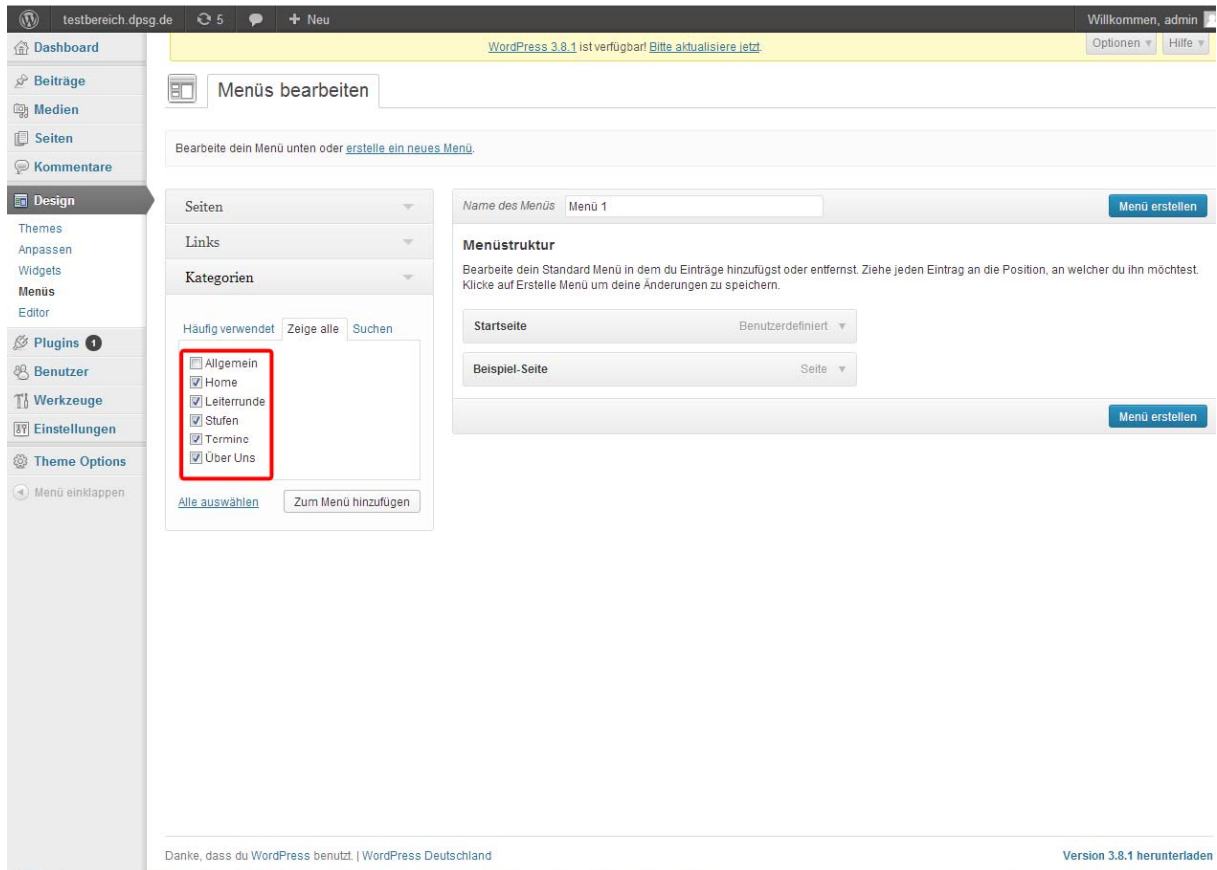 testbereich.dpsg.de 5 + Neu Willkommen, admin
Dashboard
Beiträge
Medien
Seiten
Kommentare
Design
Themes
Anpassen
Widgets
Menüs
Editor
Plugins 1
Benutzer
Werkzeuge
Einstellungen
Theme Options
Menü einklappen
WordPress 3.8.1 ist verfügbar! Bitte aktualisiere jetzt.
Optionen Hilfe
Menüs bearbeiten
Bearbeite dein Menü unten oder erstelle ein neues Menü.
Seiten
Links
Kategorien
Häufig verwendet Zeige alle Suchen
Allgemein
Home
Leiterrunde
Stufen
Termine
Über Uns
Alle auswählen Zum Menü hinzufügen
Name des Menüs Menü 1 Menü erstellen
Menüstruktur
Bearbeite dein Standard Menü in dem du Einträge hinzufügst oder entfernst. Ziehe jeden Eintrag an die Position, an welcher du ihn möchtest.
Klicke auf Erstelle Menü um deine Änderungen zu speichern.
Startseite Benutzerdefiniert
Beispiel-Seite Seite
Menü erstellen
Danke, dass du WordPress benutzt. | WordPress Deutschland
Version 3.8.1 herunterladen